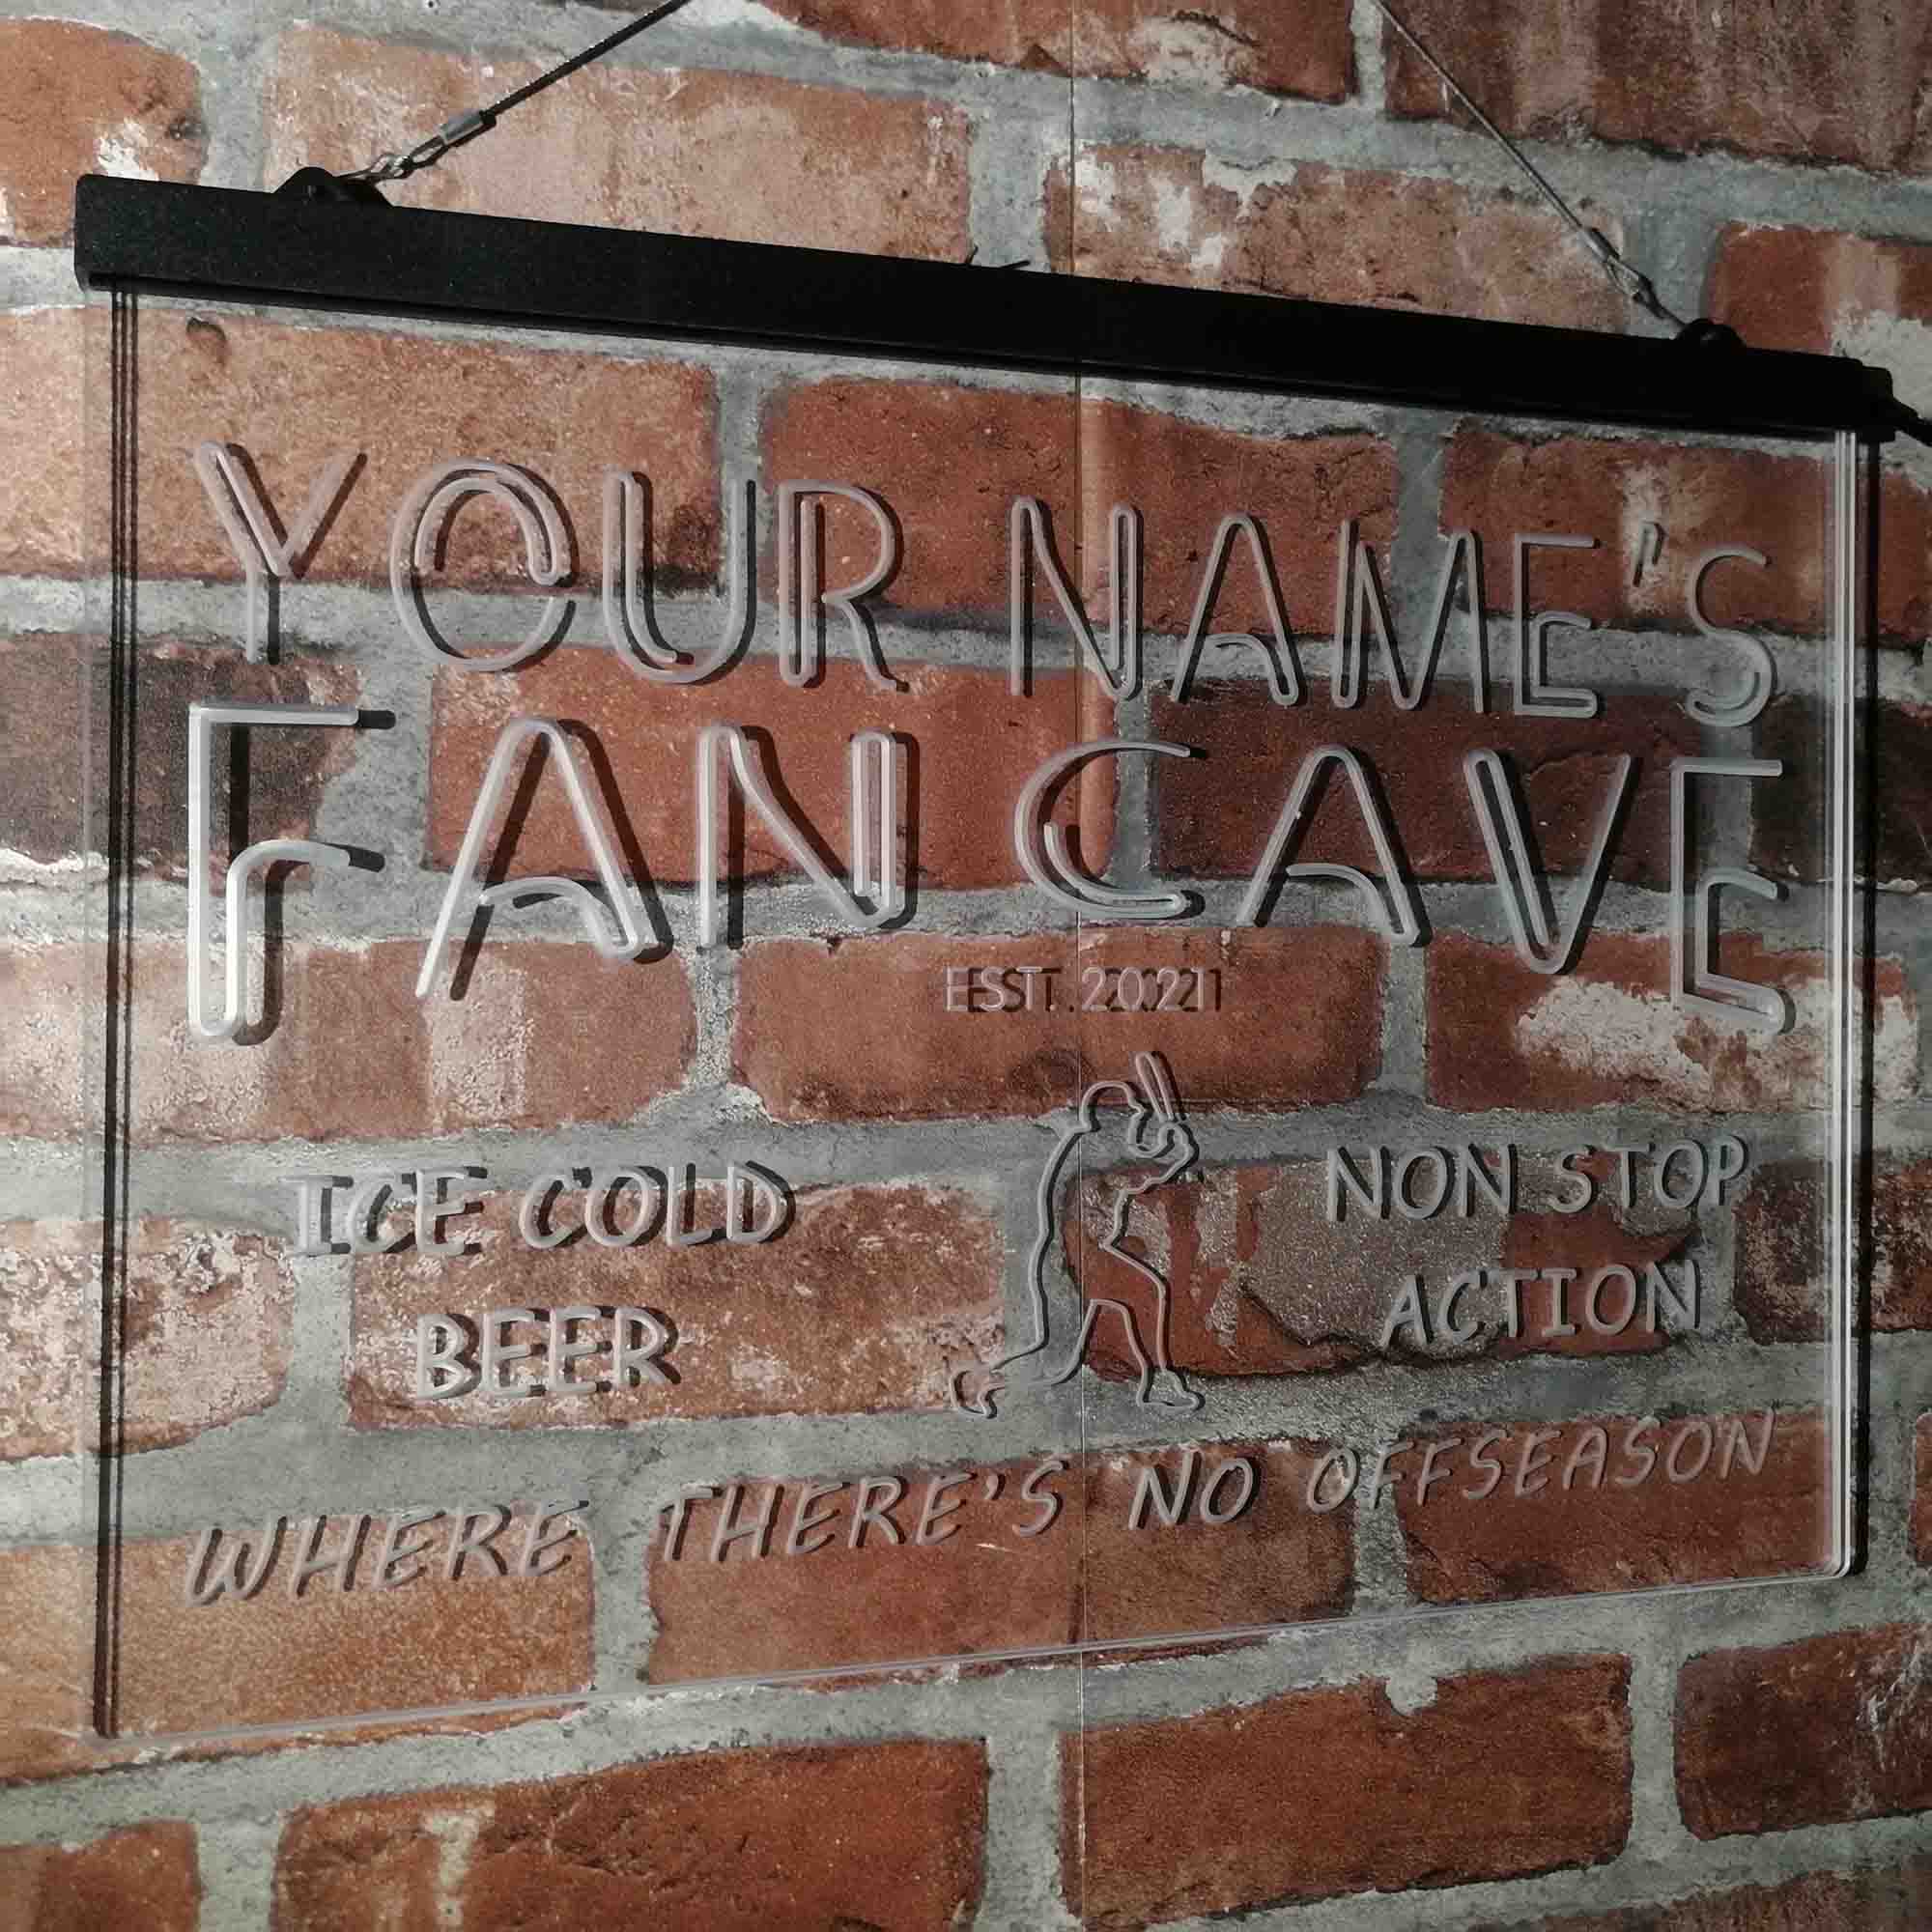 YOUR NAME'S
FAN CAVE
EST. 2021
ICE COLD
BEER
NON STOP
ACTION
WHERE THERE'S NO OFFSEASON